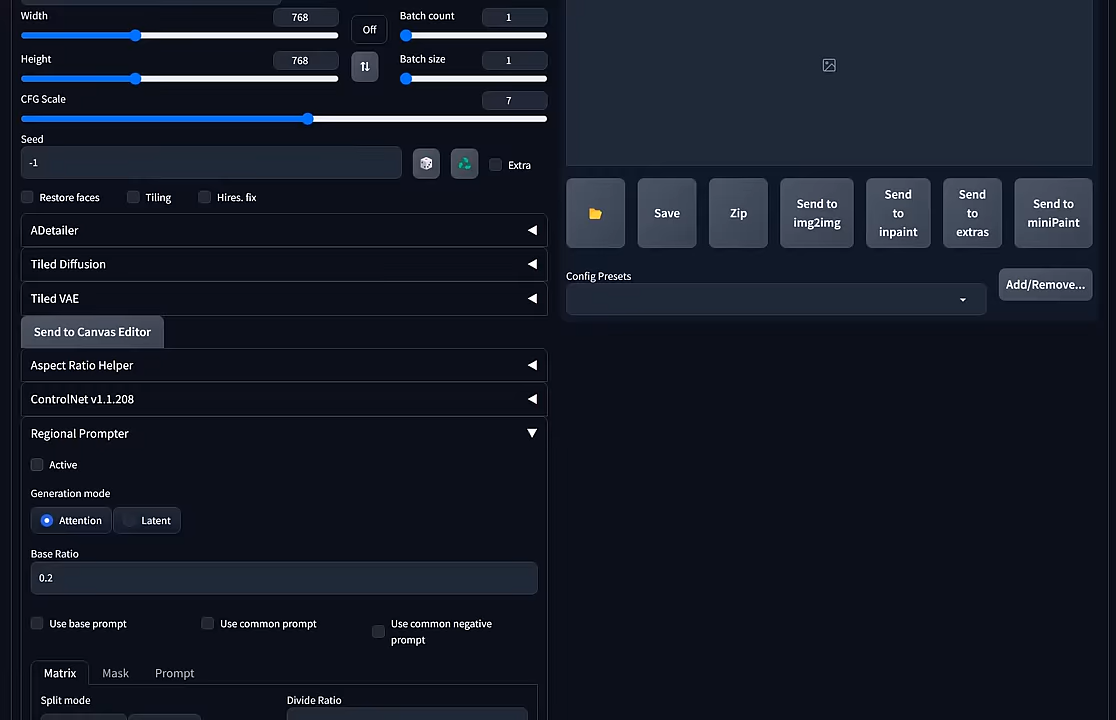 Width
768
Off
Batch count
1
Height
768
Batch size
1
CFG Scale
7
Seed
-1
Extra
Restore faces
Tiling
Hires. fix
ADetailer
Tiled Diffusion
Tiled VAE
Send to Canvas Editor
Aspect Ratio Helper
ControlNet v1.1.208
Regional Prompter
Active
Generation mode
Attention
Latent
Base Ratio
0.2
Use base prompt
Use common prompt
Use common negative
prompt
Matrix
Mask
Prompt
Split mode
Divide Ratio
Save
Zip
Send to
img2img
Send
to
inpaint
Send
to
extras
Send to
miniPaint
Config Presets
Add/Remove...